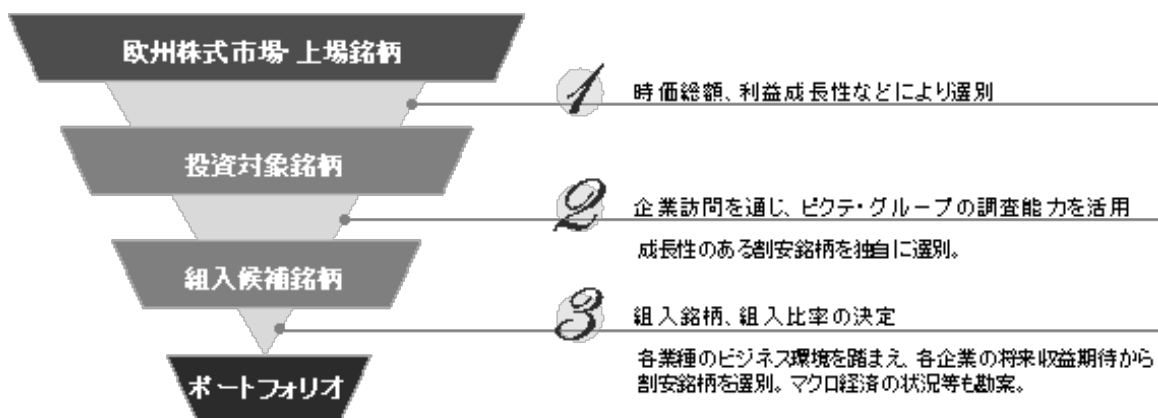 欧州株式市場・上場銘柄
1
時価総額、利益成長性などにより選別
投資対象銘柄
2
企業訪問を通じ、ピクテ・グループの調査能力を活用
成長性のある割安銘柄を独自に選別。
組入候補銘柄
3
組入銘柄、組入比率の決定
各業種のビジネス環境を踏まえ、各企業の将来収益期待から
割安銘柄を選別。マクロ経済の状況等も勘案。
ポートフォリオ